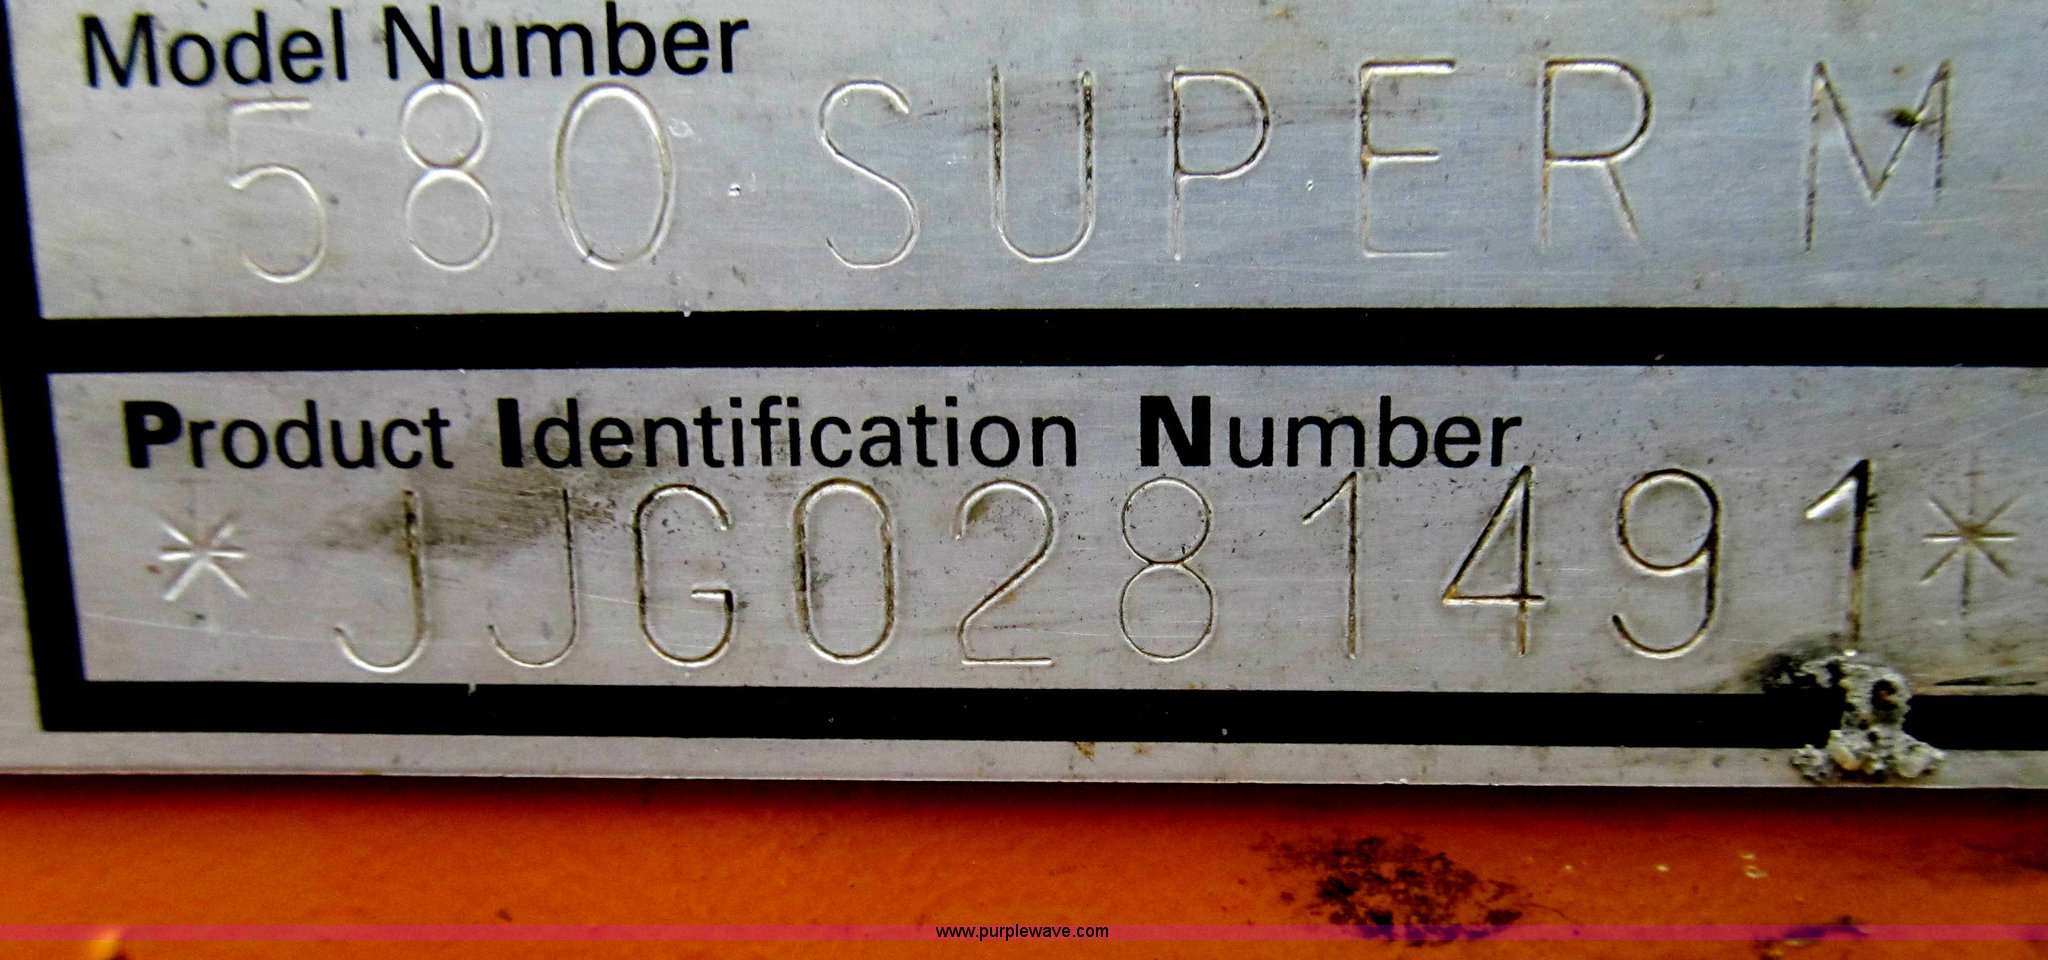 Model Number
580 SUPER M
Product Identification Number
*JJG0281491*
www.purplewave.com